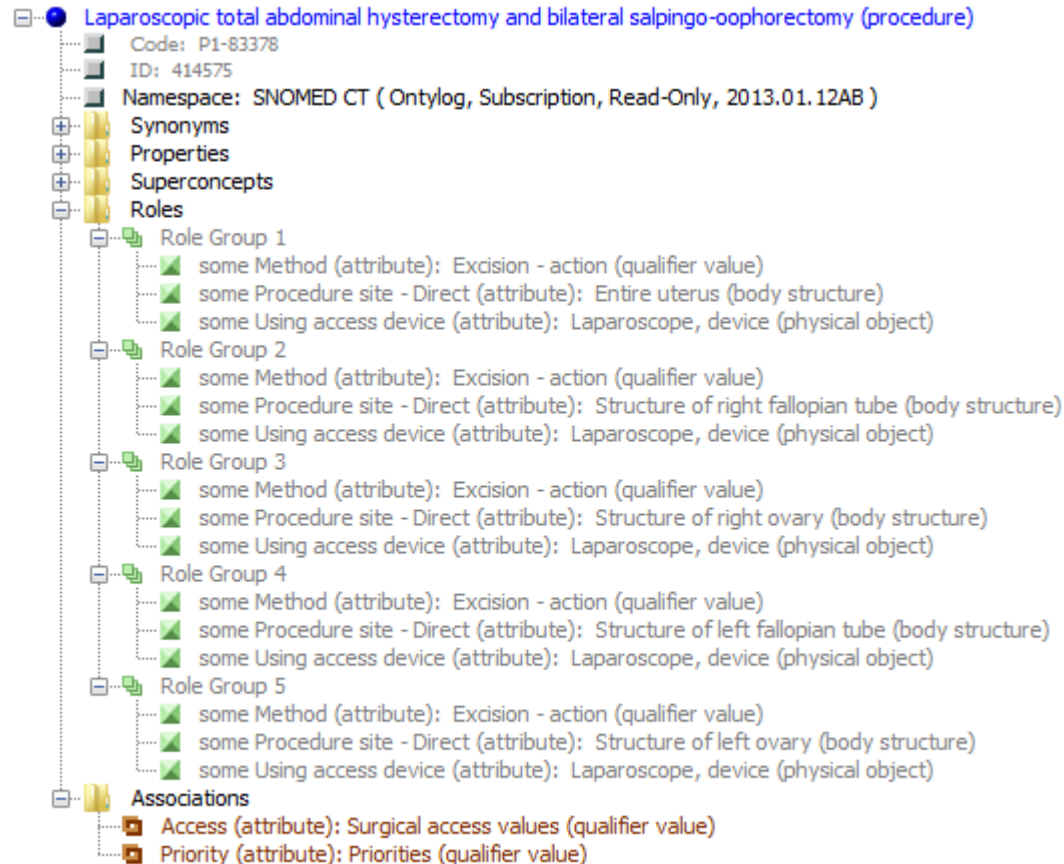 Laparoscopic total abdominal hysterectomy and bilateral salpingo-oophorectomy (procedure)
Code: P1-83378
ID: 414575
Namespace: SNOMED CT ( Ontylog, Subscription, Read-Only, 2013.01.12AB )
Synonyms
Properties
Superconcepts
Roles
Role Group 1
some Method (attribute): Excision - action (qualifier value)
some Procedure site - Direct (attribute): Entire uterus (body structure)
some Using access device (attribute): Laparoscope, device (physical object)
Role Group 2
some Method (attribute): Excision - action (qualifier value)
some Procedure site - Direct (attribute): Structure of right fallopian tube (body structure)
some Using access device (attribute): Laparoscope, device (physical object)
Role Group 3
some Method (attribute): Excision - action (qualifier value)
some Procedure site - Direct (attribute): Structure of right ovary (body structure)
some Using access device (attribute): Laparoscope, device (physical object)
Role Group 4
some Method (attribute): Excision - action (qualifier value)
some Procedure site - Direct (attribute): Structure of left fallopian tube (body structure)
some Using access device (attribute): Laparoscope, device (physical object)
Role Group 5
some Method (attribute): Excision - action (qualifier value)
some Procedure site - Direct (attribute): Structure of left ovary (body structure)
some Using access device (attribute): Laparoscope, device (physical object)
Associations
Access (attribute): Surgical access values (qualifier value)
Priority (attribute): Priorities (qualifier value)